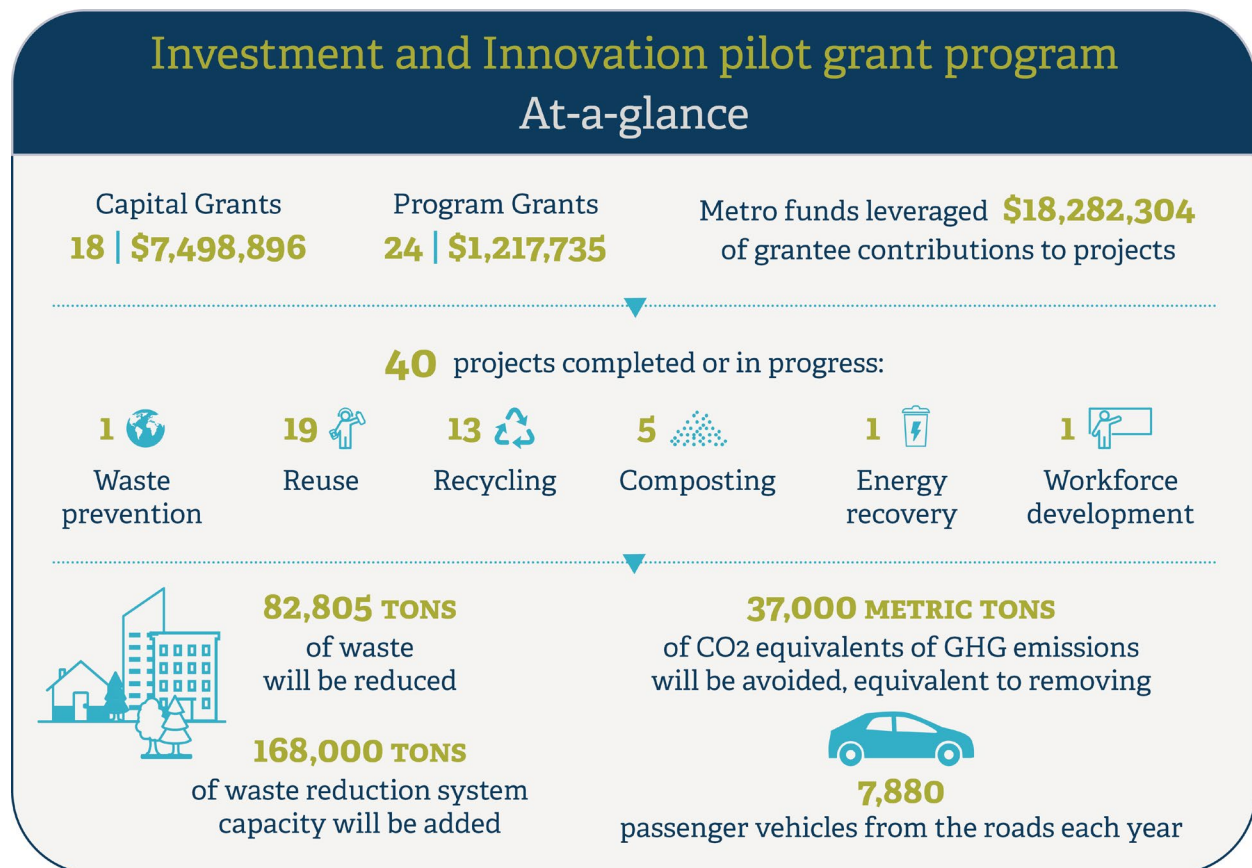 Investment and Innovation pilot grant program
At-a-glance
Capital Grants
18 | $7,498,896
Program Grants
24 | $1,217,735
Metro funds leveraged $18,282,304
of grantee contributions to projects
40 projects completed or in progress:
1
Waste
prevention
19
Reuse
13
Recycling
5
Composting
1
Energy
recovery
1
Workforce
development
82,805 TONS
of waste
will be reduced
168,000 TONS
of waste reduction system
capacity will be added
37,000 METRIC TONS
of CO2 equivalents of GHG emissions
will be avoided, equivalent to removing
7,880
passenger vehicles from the roads each year